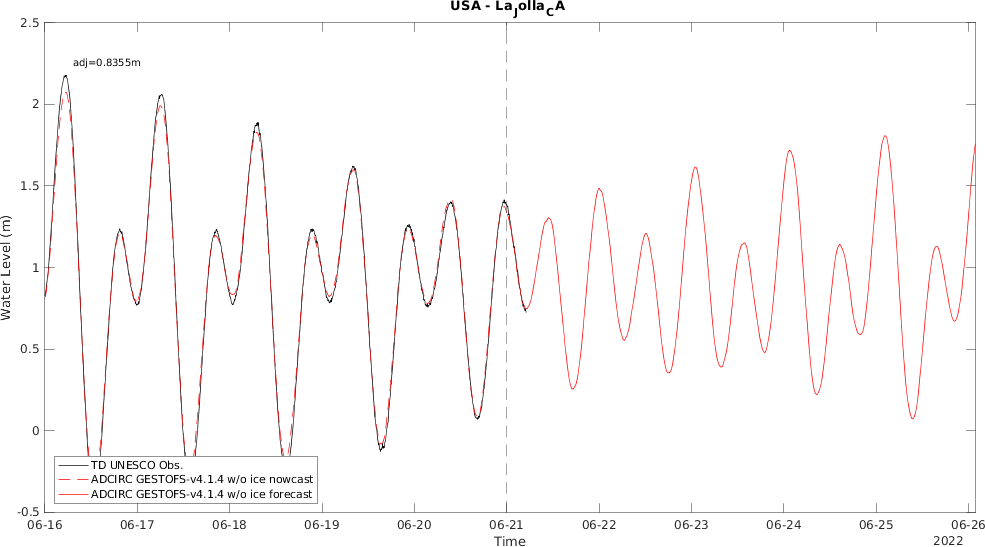 USA - LaJollaCA
2.5
adj=0.8355m
2
1.5
1
0.5
0
-0.5
Water Level (m)
TD UNESCO Obs.
ADCIRC GESTOFS-v4.1.4 w/o ice nowcast
ADCIRC GESTOFS-v4.1.4 w/o ice forecast
06-16 06-17 06-18 06-19 06-20 06-21 06-22 06-23 06-24 06-25 06-26
Time
2022